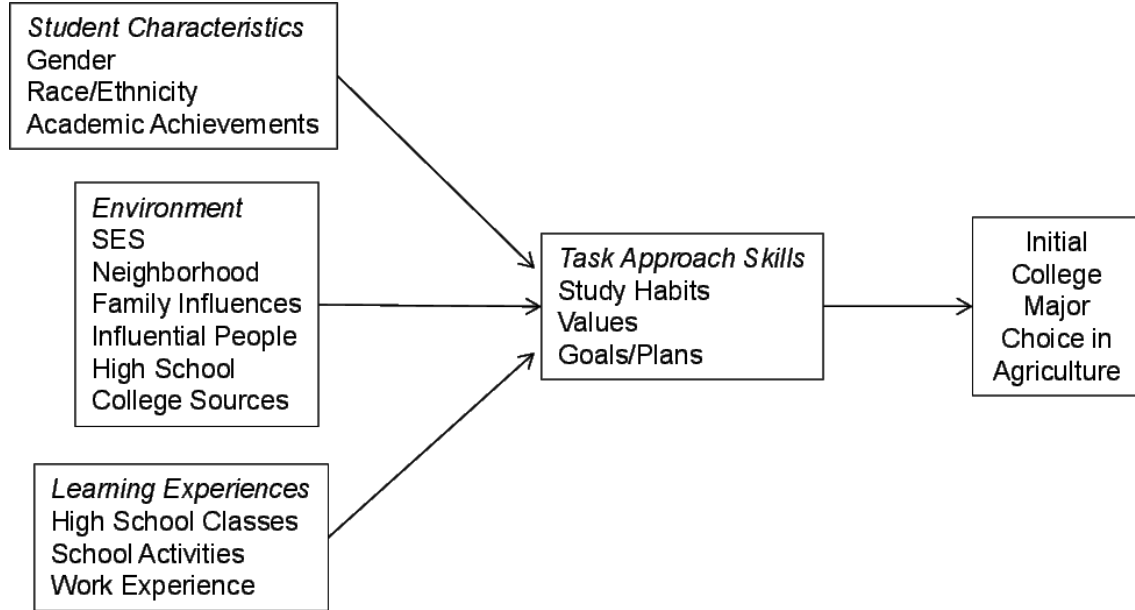 Student Characteristics
Gender
Race/Ethnicity
Academic Achievements
Environment
SES
Neighborhood
Family Influences
Influential People
High School
College Sources
Learning Experiences
High School Classes
School Activities
Work Experience
Task Approach Skills
Study Habits
Values
Goals/Plans
Initial
College
Major
Choice in
Agriculture